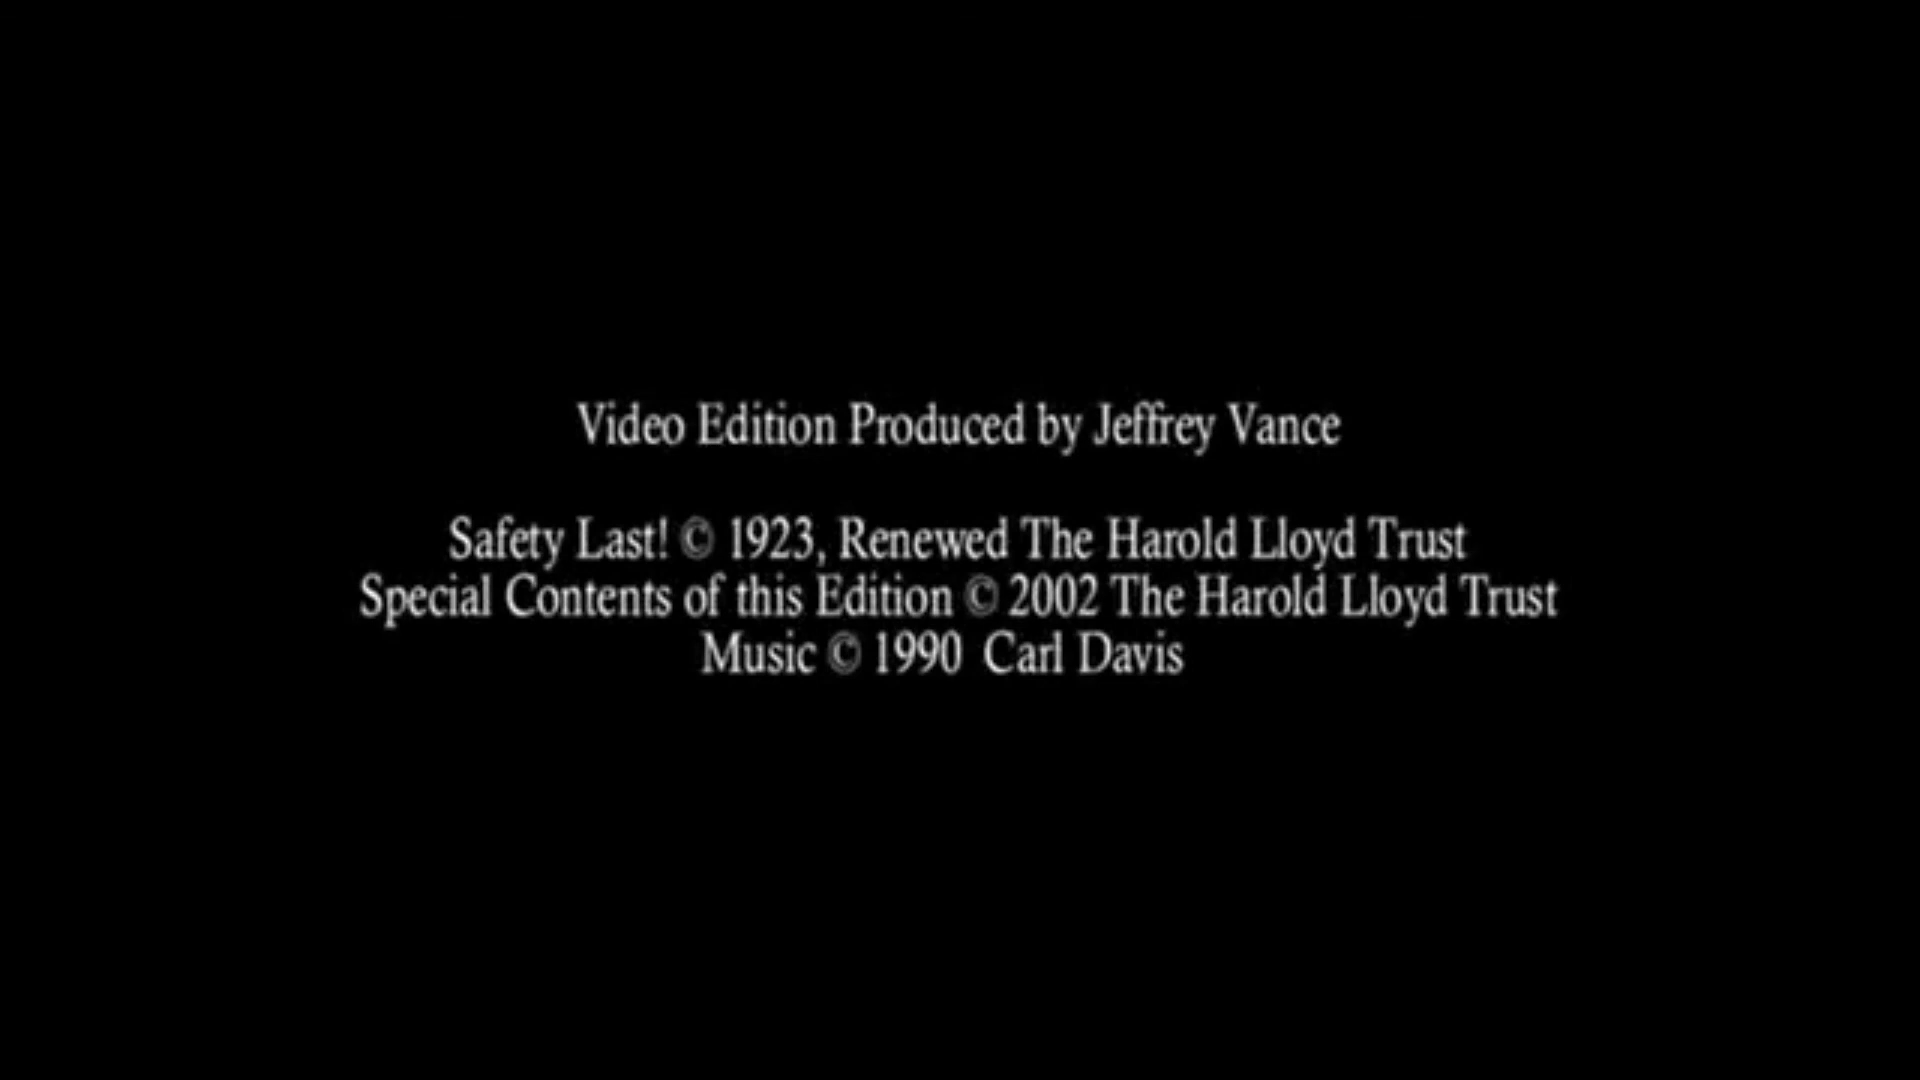 Video Edition Produced by Jeffrey Vance
Safety Last! © 1923, Renewed The Harold Lloyd Trust
Special Contents of this Edition © 2002 The Harold Lloyd Trust
Music © 1990 Carl Davis